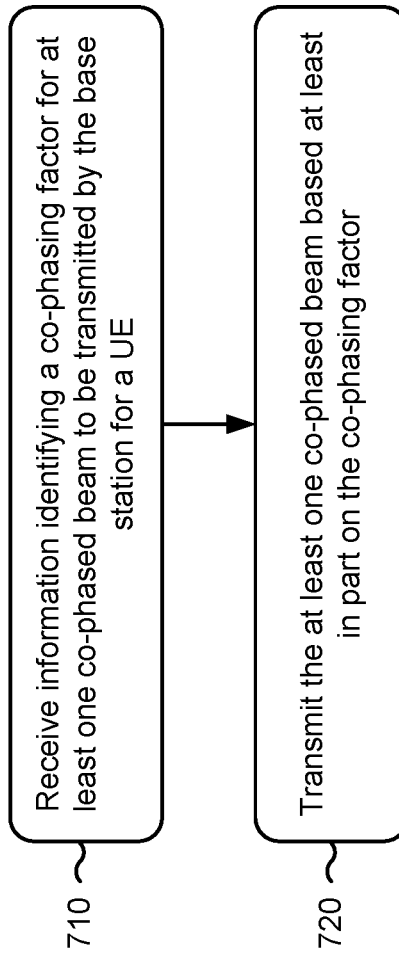 710
Receive information identifying a co-phasing factor for at
least one co-phased beam to be transmitted by the base
station for a UE
720
Transmit the at least one co-phased beam based at least
in part on the co-phasing factor